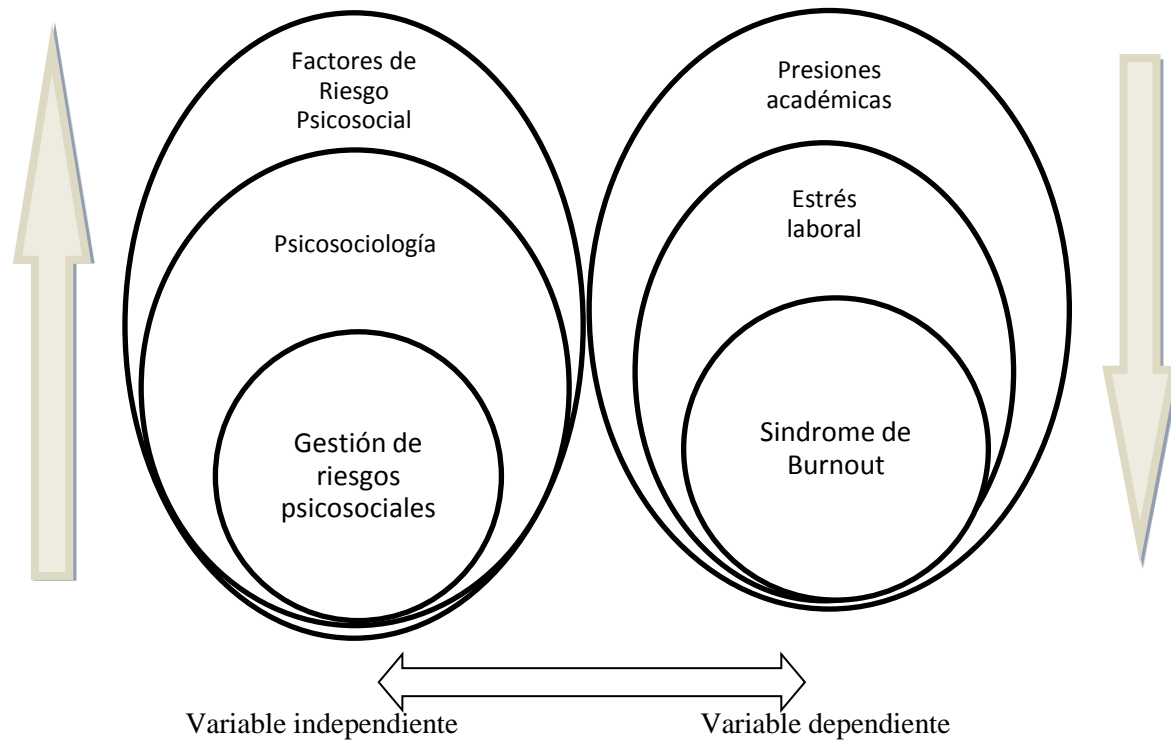 Factores de
Riesgo
Psicosocial
Psicosociología
Gestión de
riesgos
psicosociales
Presiones
académicas
Estrés
laboral
Sindrome de
Burnout
Variable independiente
Variable dependiente